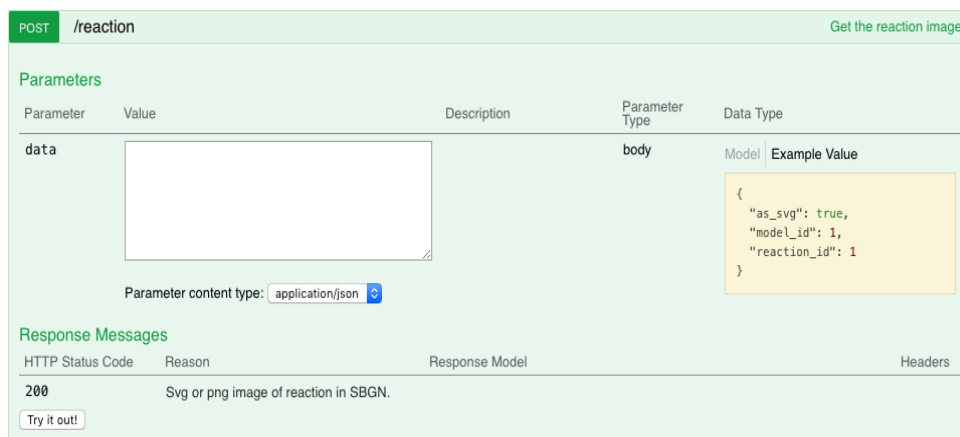 POST /reaction Get the reaction image
Parameters
Parameter Value Description Parameter Type Data Type
data body Model Example Value
{
"as_svg": true,
"model_id": 1,
"reaction_id": 1
}
Parameter content type: application/json
Response Messages
HTTP Status Code Reason Response Model Headers
200 Svg or png image of reaction in SBGN.
Try it out!